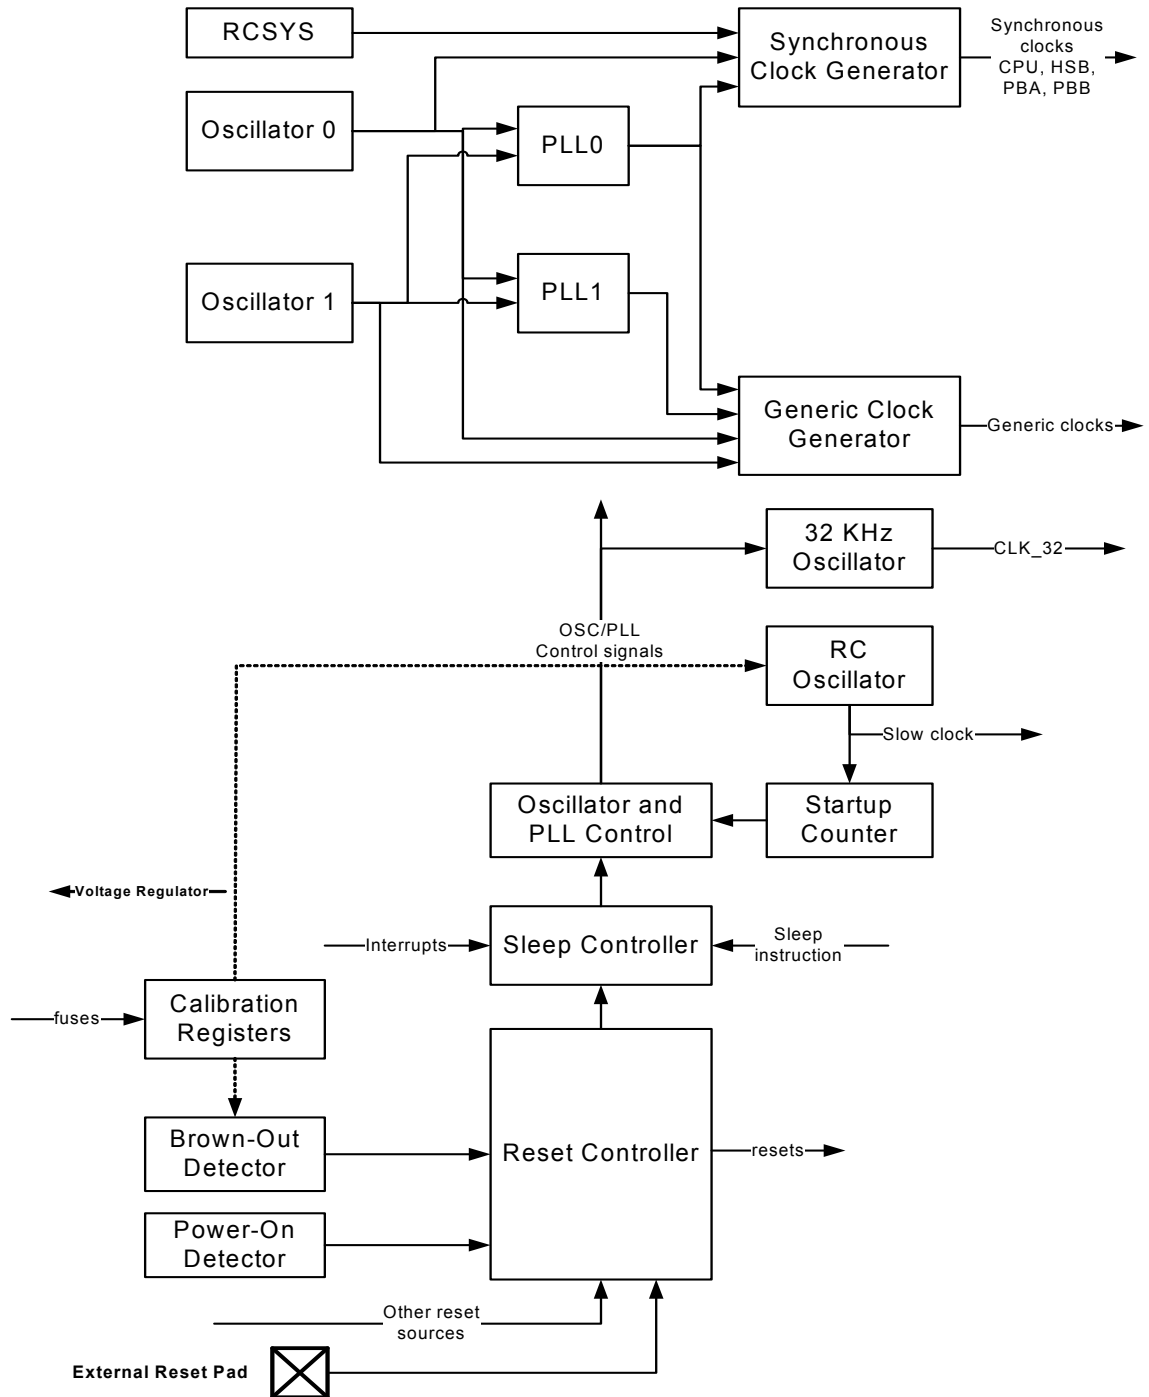 RCSYS
Synchronous
Clock Generator
Synchronous
clocks
CPU, HSB,
PBA, PBB
Oscillator 0
PLL0
Oscillator 1
PLL1
Generic Clock
Generator
Generic clocks
32 KHz
Oscillator
CLK_32
OSC/PLL
Control signals
RC
Oscillator
Slow clock
Oscillator and
PLL Control
Startup
Counter
Voltage Regulator
Interrupts
Sleep Controller
Sleep
instruction
fuses
Calibration
Registers
Brown-Out
Detector
Reset Controller
resets
Power-On
Detector
Other reset
sources
External Reset Pad